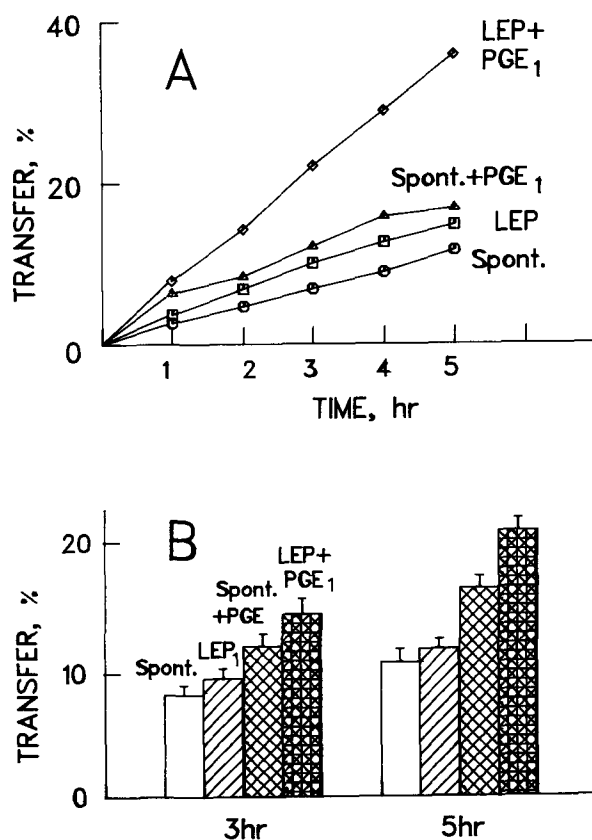 A
TRANSFER, %
40
20
0
LEP+
PGE1
Spont.+PGE1
LEP
Spont.
1 2 3 4 5
TIME, hr
B
TRANSFER, %
20
10
0
Spont.
LEP1
Spont.
+PGE
LEP+
PGE1
3hr
5hr